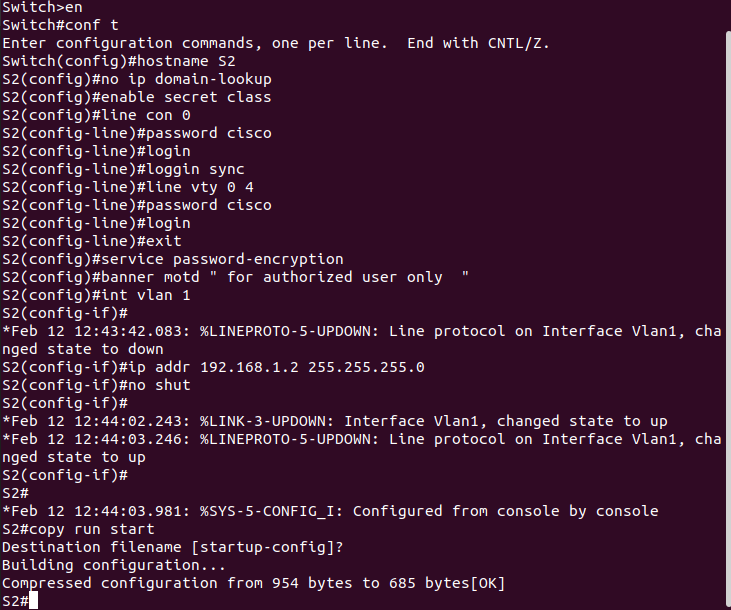 Switch>en
Switch#conf t
Enter configuration commands, one per line.  End with CNTL/Z.
Switch(config)#hostname S2
S2(config)#no ip domain-lookup
S2(config)#enable secret class
S2(config)#line con 0
S2(config-line)#password cisco
S2(config-line)#login
S2(config-line)#loggin sync
S2(config-line)#line vty 0 4
S2(config-line)#password cisco
S2(config-line)#login
S2(config-line)#exit
S2(config)#service password-encryption
S2(config)#banner motd " for authorized user only  "
S2(config)#int vlan 1
S2(config-if)#
*Feb 12 12:43:42.083: %LINEPROTO-5-UPDOWN: Line protocol on Interface Vlan1, cha
nged state to down
S2(config-if)#ip addr 192.168.1.2 255.255.255.0
S2(config-if)#no shut
S2(config-if)#
*Feb 12 12:44:02.243: %LINK-3-UPDOWN: Interface Vlan1, changed state to up
*Feb 12 12:44:03.246: %LINEPROTO-5-UPDOWN: Line protocol on Interface Vlan1, cha
nged state to up
S2(config-if)#
S2#
*Feb 12 12:44:03.981: %SYS-5-CONFIG_I: Configured from console by console
S2#copy run start
Destination filename [startup-config]?
Building configuration...
Compressed configuration from 954 bytes to 685 bytes[OK]
S2#